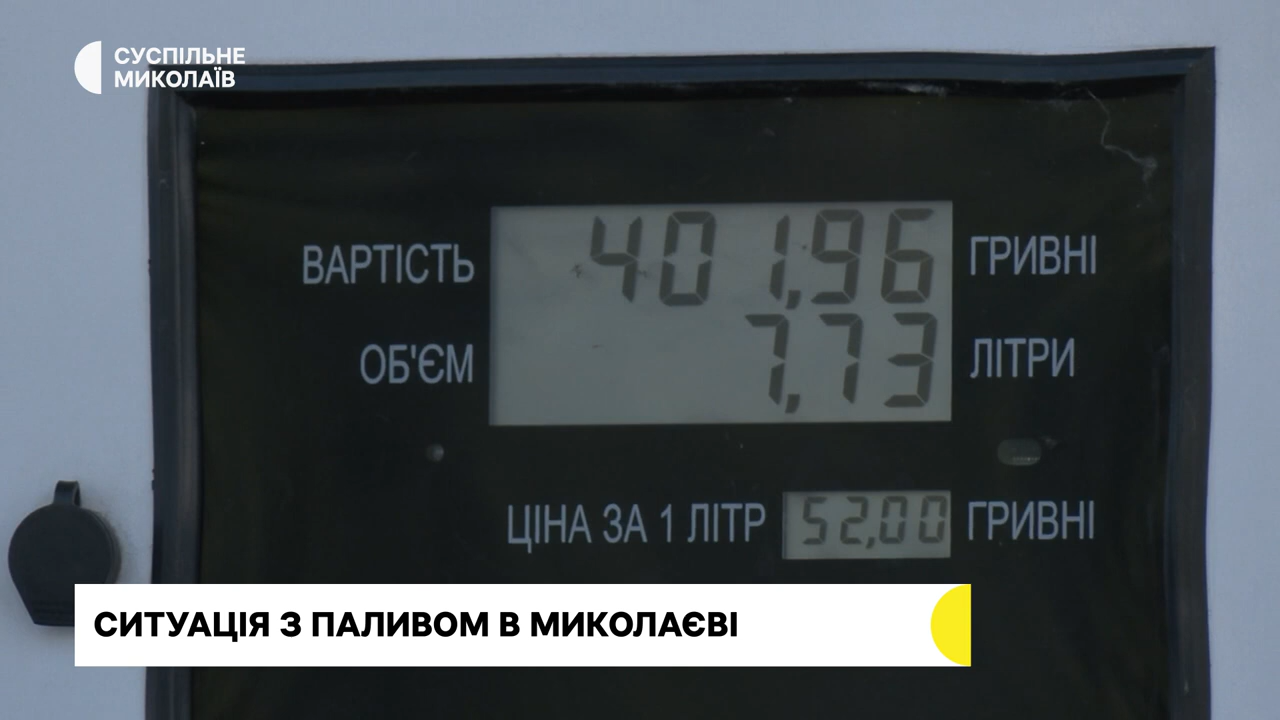 СУСПІЛЬНЕ
МИКОЛАЇВ
ВАРТІСТЬ 401,96 ГРИВНІ
ОБ'ЄМ 7,73 ЛІТРИ
ЦІНА ЗА 1 ЛІТР 52,00 ГРИВНІ
СИТУАЦІЯ З ПАЛИВОМ В МИКОЛАЄВІ